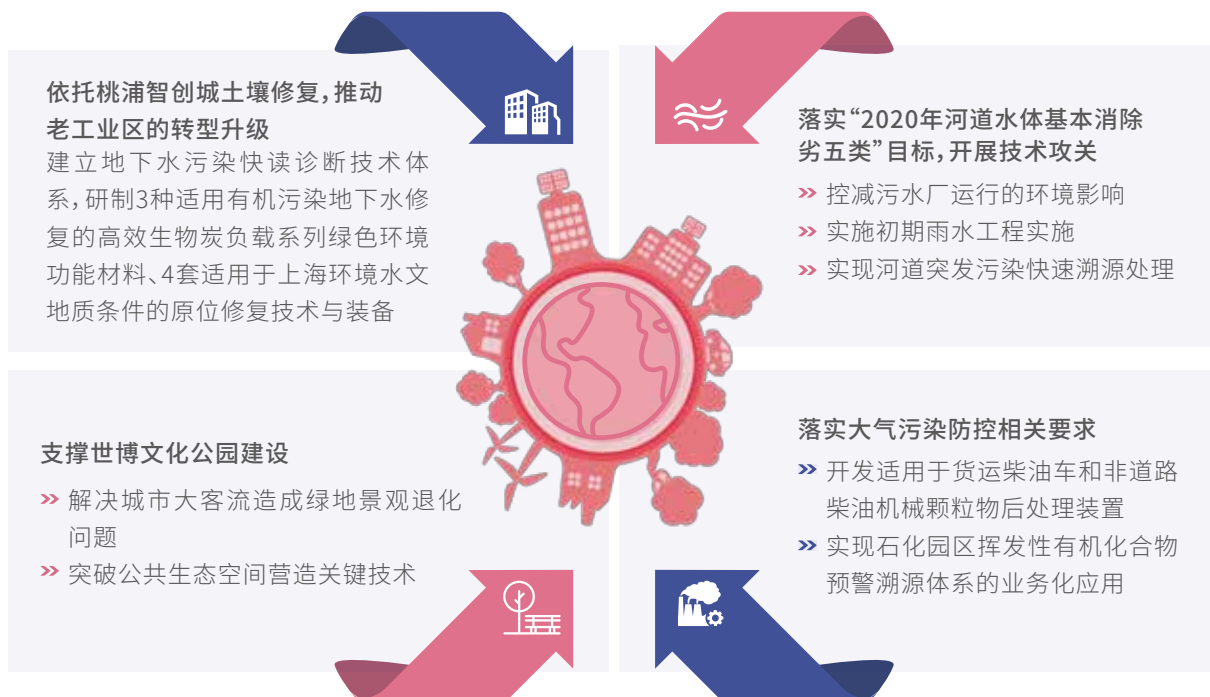 依托桃浦智创城土壤修复，推动
老工业区的转型升级
建立地下水污染快读诊断技术体
系，研制3种适用有机污染地下水修
复的高效生物炭负载系列绿色环境
功能材料、4套适用于上海环境水文
地质条件的原位修复技术与装备
落实“2020年河道水体基本消除
劣五类”目标，开展技术攻关
控减污水厂运行的环境影响
实施初期雨水工程实施
实现河道突发污染快速溯源处理
支撑世博文化公园建设
解决城市大客流造成绿地景观退化
问题
突破公共生态空间营造关键技术
落实大气污染防控相关要求
开发适用于货运柴油车和非道路
柴油机械颗粒物后处理装置
实现石化园区挥发性有机化合物
预警溯源体系的业务化应用